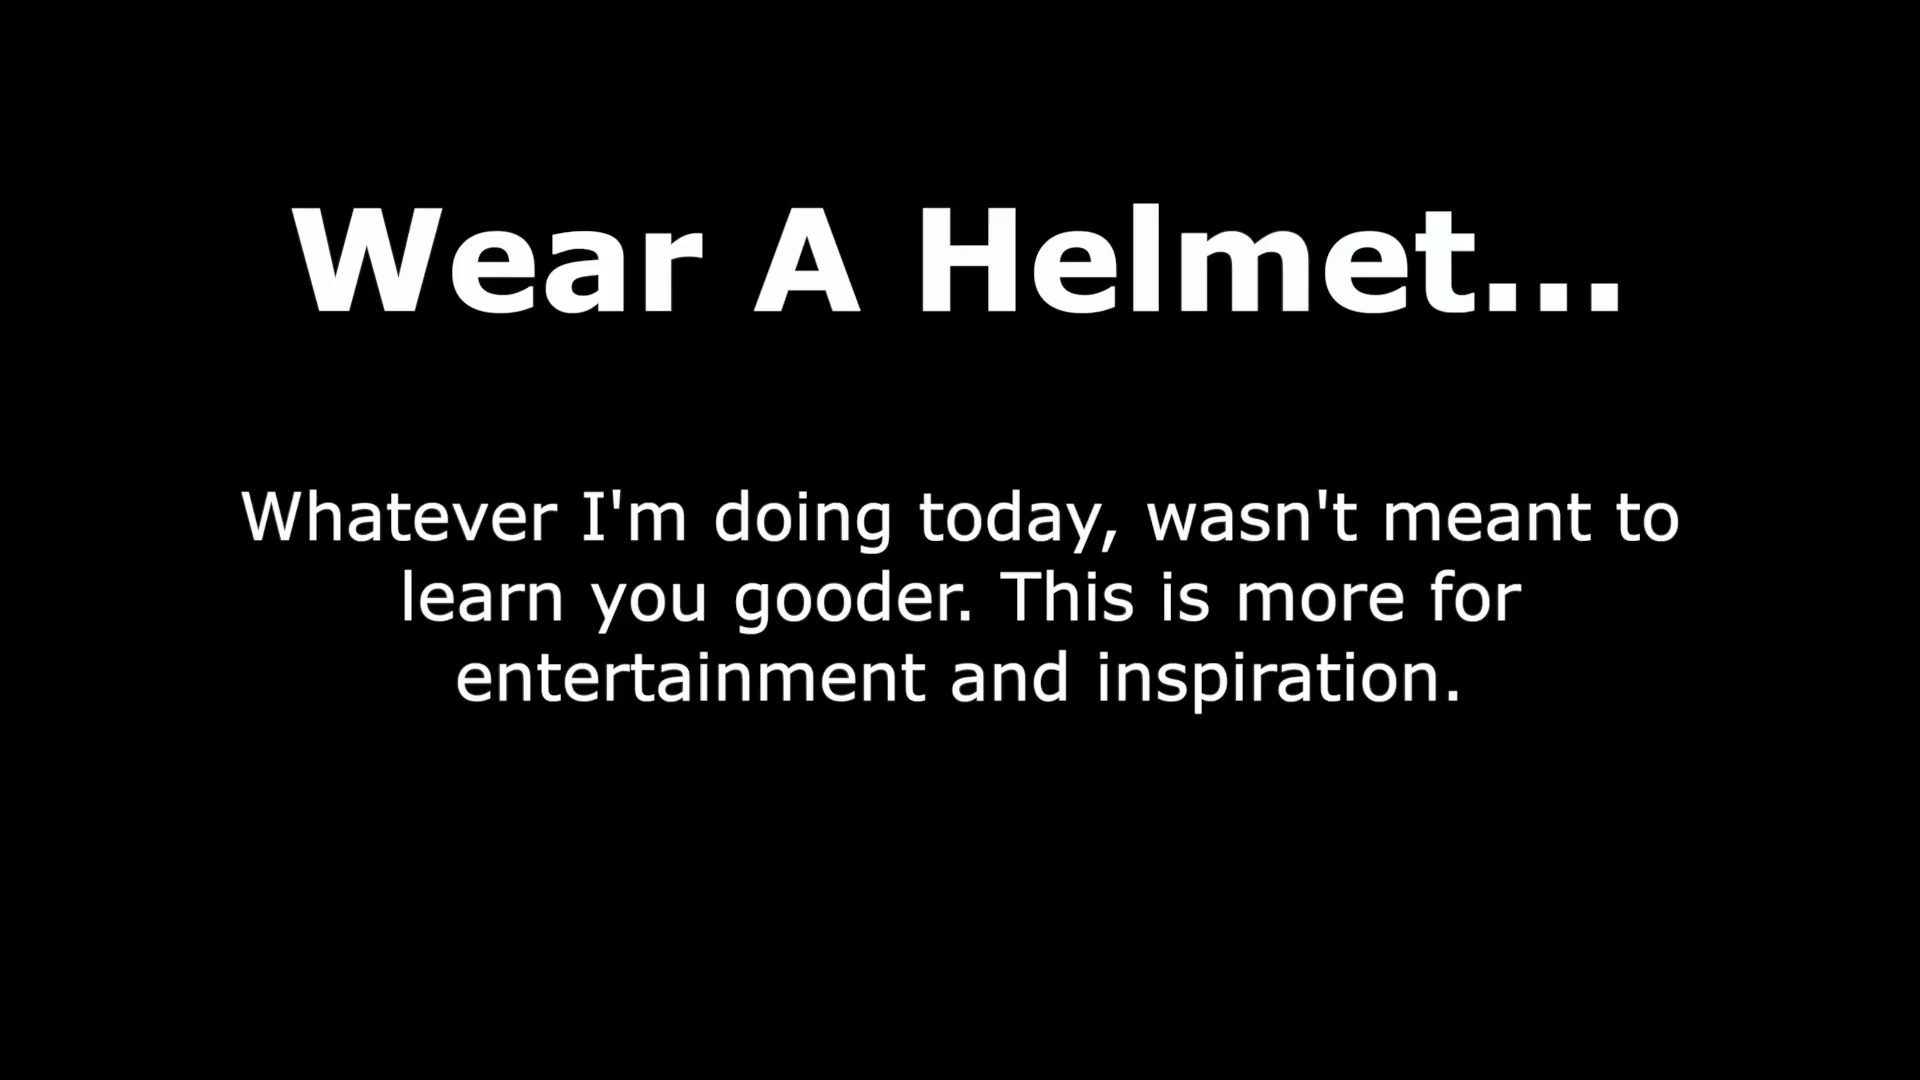 Wear A Helmet...
Whatever I'm doing today, wasn't meant to
learn you gooder. This is more for
entertainment and inspiration.